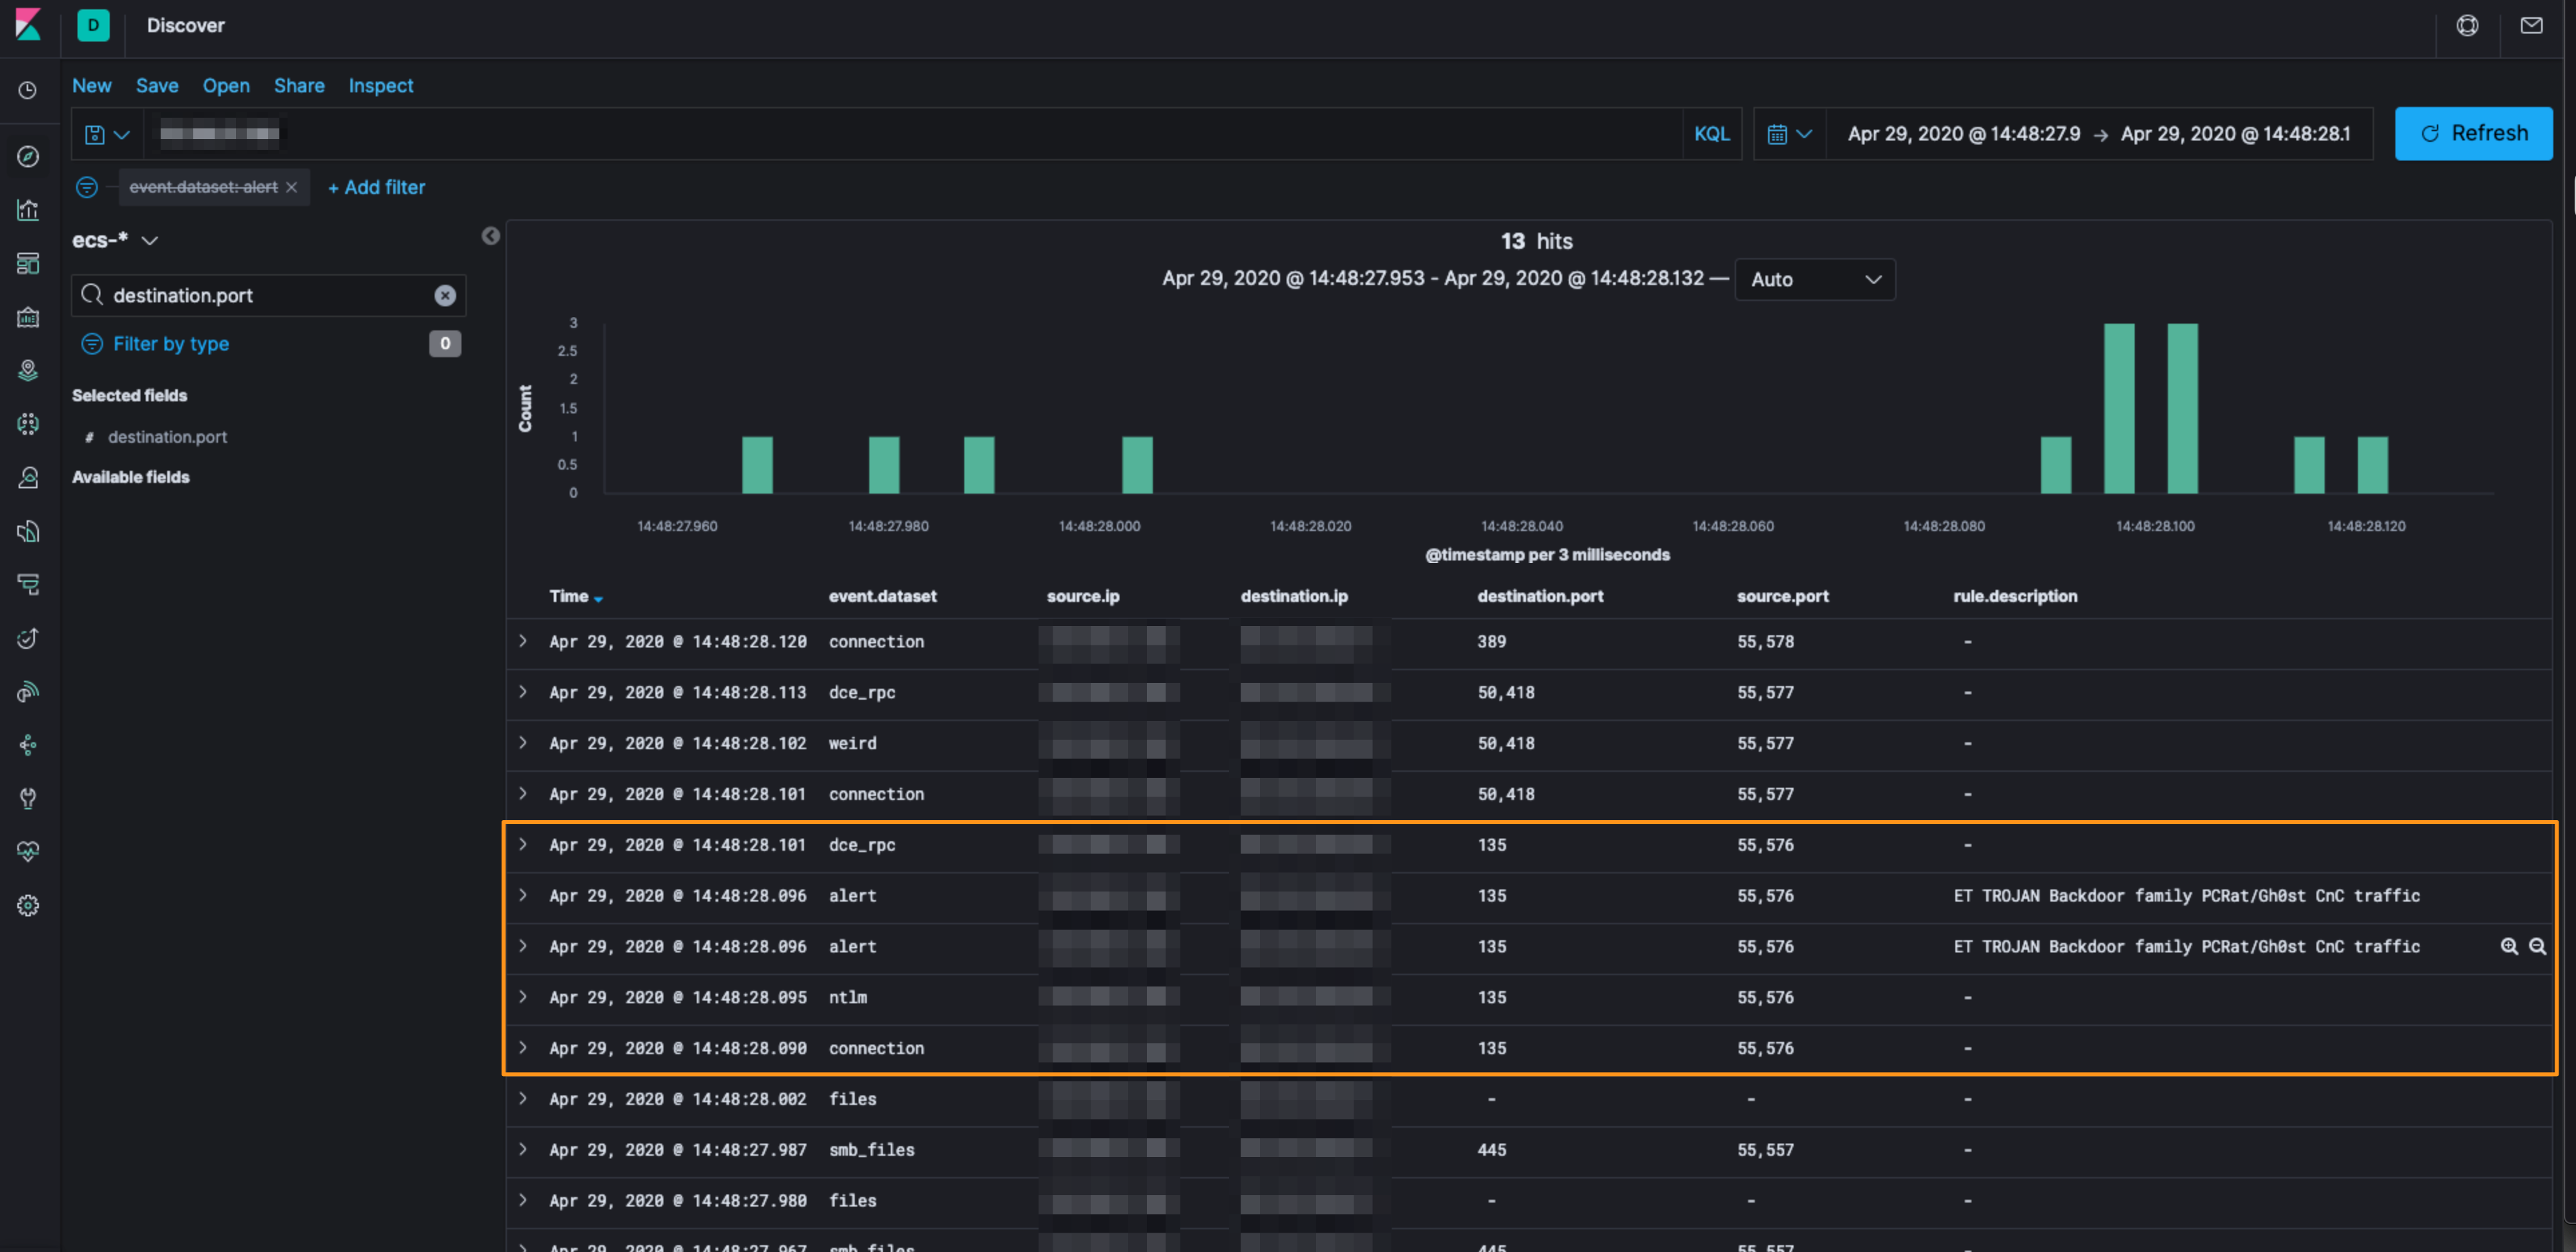 D Discover
New Save Open Share Inspect
KQL Apr 29, 2020 @ 14:48:27.9 → Apr 29, 2020 @ 14:48:28.1 Refresh
event.dataset: alert × + Add filter
ecs-*
destination.port
Filter by type 0
Selected fields
# destination.port
Available fields
13 hits
Apr 29, 2020 @ 14:48:27.953 - Apr 29, 2020 @ 14:48:28.132 — Auto
Count
3
2.5
2
1.5
1
0.5
0
14:48:27.960 14:48:27.980 14:48:28.000 14:48:28.020 14:48:28.040 14:48:28.060 14:48:28.080 14:48:28.100 14:48:28.120
@timestamp per 3 milliseconds
Time event.dataset source.ip destination.ip destination.port source.port rule.description
Apr 29, 2020 @ 14:48:28.120 connection 389 55,578 -
Apr 29, 2020 @ 14:48:28.113 dce_rpc 50,418 55,577 -
Apr 29, 2020 @ 14:48:28.102 weird 50,418 55,577 -
Apr 29, 2020 @ 14:48:28.101 connection 50,418 55,577 -
Apr 29, 2020 @ 14:48:28.101 dce_rpc 135 55,576 -
Apr 29, 2020 @ 14:48:28.096 alert 135 55,576 ET TROJAN Backdoor family PCRat/Gh0st CnC traffic
Apr 29, 2020 @ 14:48:28.096 alert 135 55,576 ET TROJAN Backdoor family PCRat/Gh0st CnC traffic
Apr 29, 2020 @ 14:48:28.095 ntlm 135 55,576 -
Apr 29, 2020 @ 14:48:28.090 connection 135 55,576 -
Apr 29, 2020 @ 14:48:28.002 files - - -
Apr 29, 2020 @ 14:48:27.987 smb_files 445 55,557 -
Apr 29, 2020 @ 14:48:27.980 files - - -
Apr 29, 2020 @ 14:48:27.967 smb_files 445 55,557